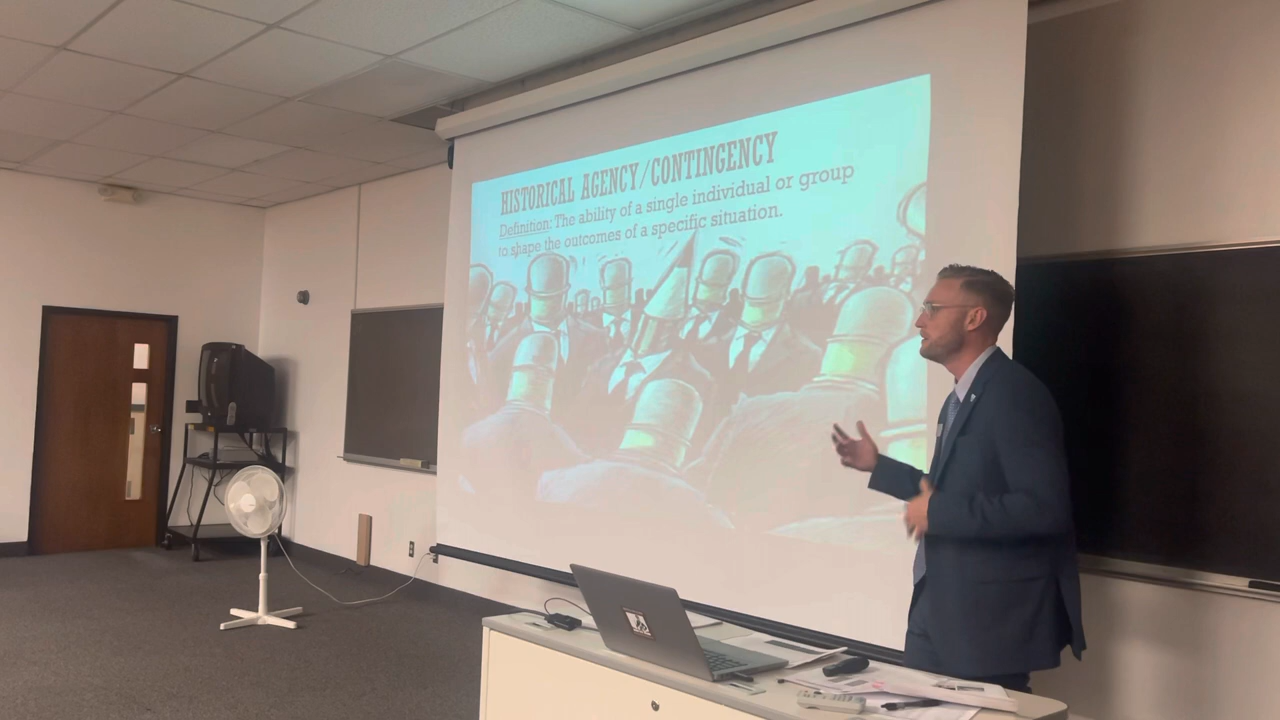 HISTORICAL AGENCY/CONTINGENCY
Definition: The ability of a single individual or group
to shape the outcomes of a specific situation.